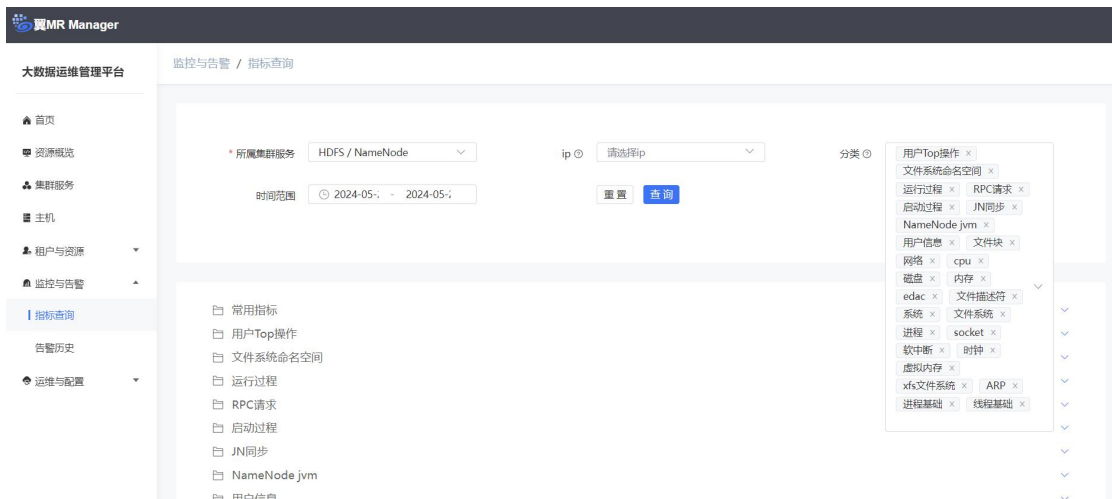 翼MR Manager
大数据运维管理平台
监控与告警 / 指标查询
首页
资源概览
集群服务
主机
租户与资源
监控与告警
指标查询
告警历史
运维与配置
* 所属集群服务 HDFS / NameNode
ip 请选择ip
分类
时间范围 2024-05-2 - 2024-05-2
重置 查询
用户Top操作 ×
文件系统命名空间 ×
运行过程 × RPC请求 ×
启动过程 × JN同步 ×
NameNode jvm ×
用户信息 × 文件块 ×
网络 × cpu ×
磁盘 × 内存 ×
edac × 文件描述符 ×
系统 × 文件系统 ×
进程 × socket ×
软中断 × 时钟 ×
虚拟内存 ×
xfs文件系统 × ARP ×
进程基础 × 线程基础 ×
常用指标
用户Top操作
文件系统命名空间
运行过程
RPC请求
启动过程
JN同步
NameNode jvm
用户信息